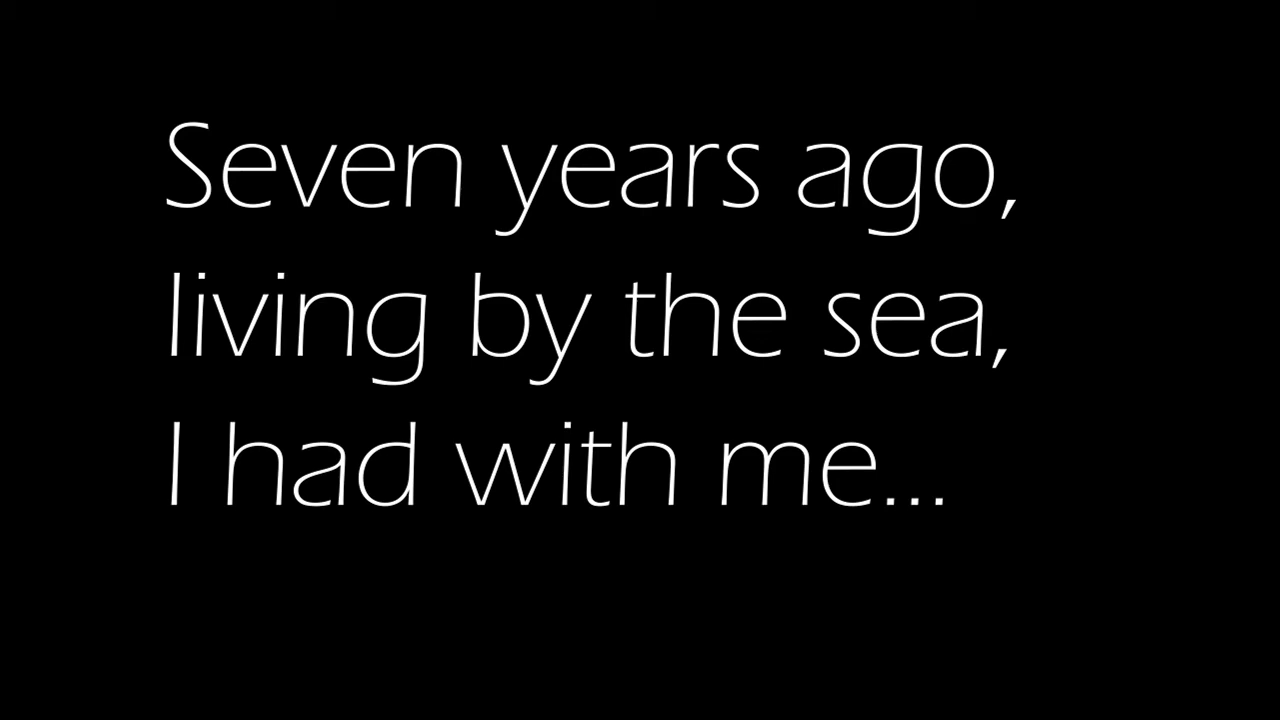 Seven years ago,
living by the sea,
I had with me...